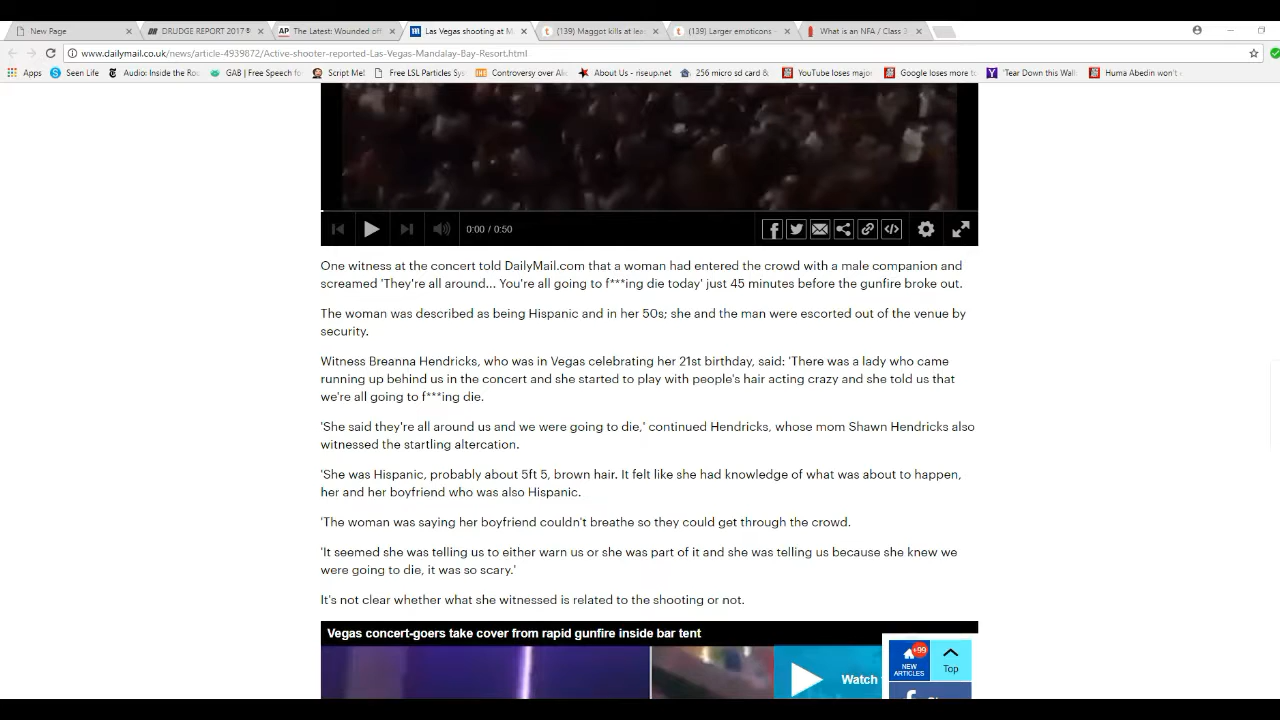 New Page
DRUDGE REPORT 2017®
AP The Latest: Wounded of
Las Vegas shooting at M
(139) Maggot kills at lea
(139) Larger emoticons -
What is an NFA / Class 3
www.dailymail.co.uk/news/article-4939872/Active-shooter-reported-Las-Vegas-Mandalay-Bay-Resort.html
Apps
Seen Life
Audio: Inside the Ro
GAB | Free Speech fo
Script Me!
Free LSL Particles Sys
Controversy over Ali
About Us - riseup.net
256 micro sd card &
YouTube loses major
Google loses more to
'Tear Down this Wall
Huma Abedin won't
0:00 / 0:50
One witness at the concert told DailyMail.com that a woman had entered the crowd with a male companion and
screamed 'They're all around... You're all going to f***ing die today' just 45 minutes before the gunfire broke out.
The woman was described as being Hispanic and in her 50s; she and the man were escorted out of the venue by
security.
Witness Breanna Hendricks, who was in Vegas celebrating her 21st birthday, said: 'There was a lady who came
running up behind us in the concert and she started to play with people's hair acting crazy and she told us that
we're all going to f***ing die.
'She said they're all around us and we were going to die,' continued Hendricks, whose mom Shawn Hendricks also
witnessed the startling altercation.
'She was Hispanic, probably about 5ft 5, brown hair. It felt like she had knowledge of what was about to happen,
her and her boyfriend who was also Hispanic.
'The woman was saying her boyfriend couldn't breathe so they could get through the crowd.
'It seemed she was telling us to either warn us or she was part of it and she was telling us because she knew we
were going to die, it was so scary.'
It's not clear whether what she witnessed is related to the shooting or not.
Vegas concert-goers take cover from rapid gunfire inside bar tent
Watch
+99
NEW
ARTICLES
Top